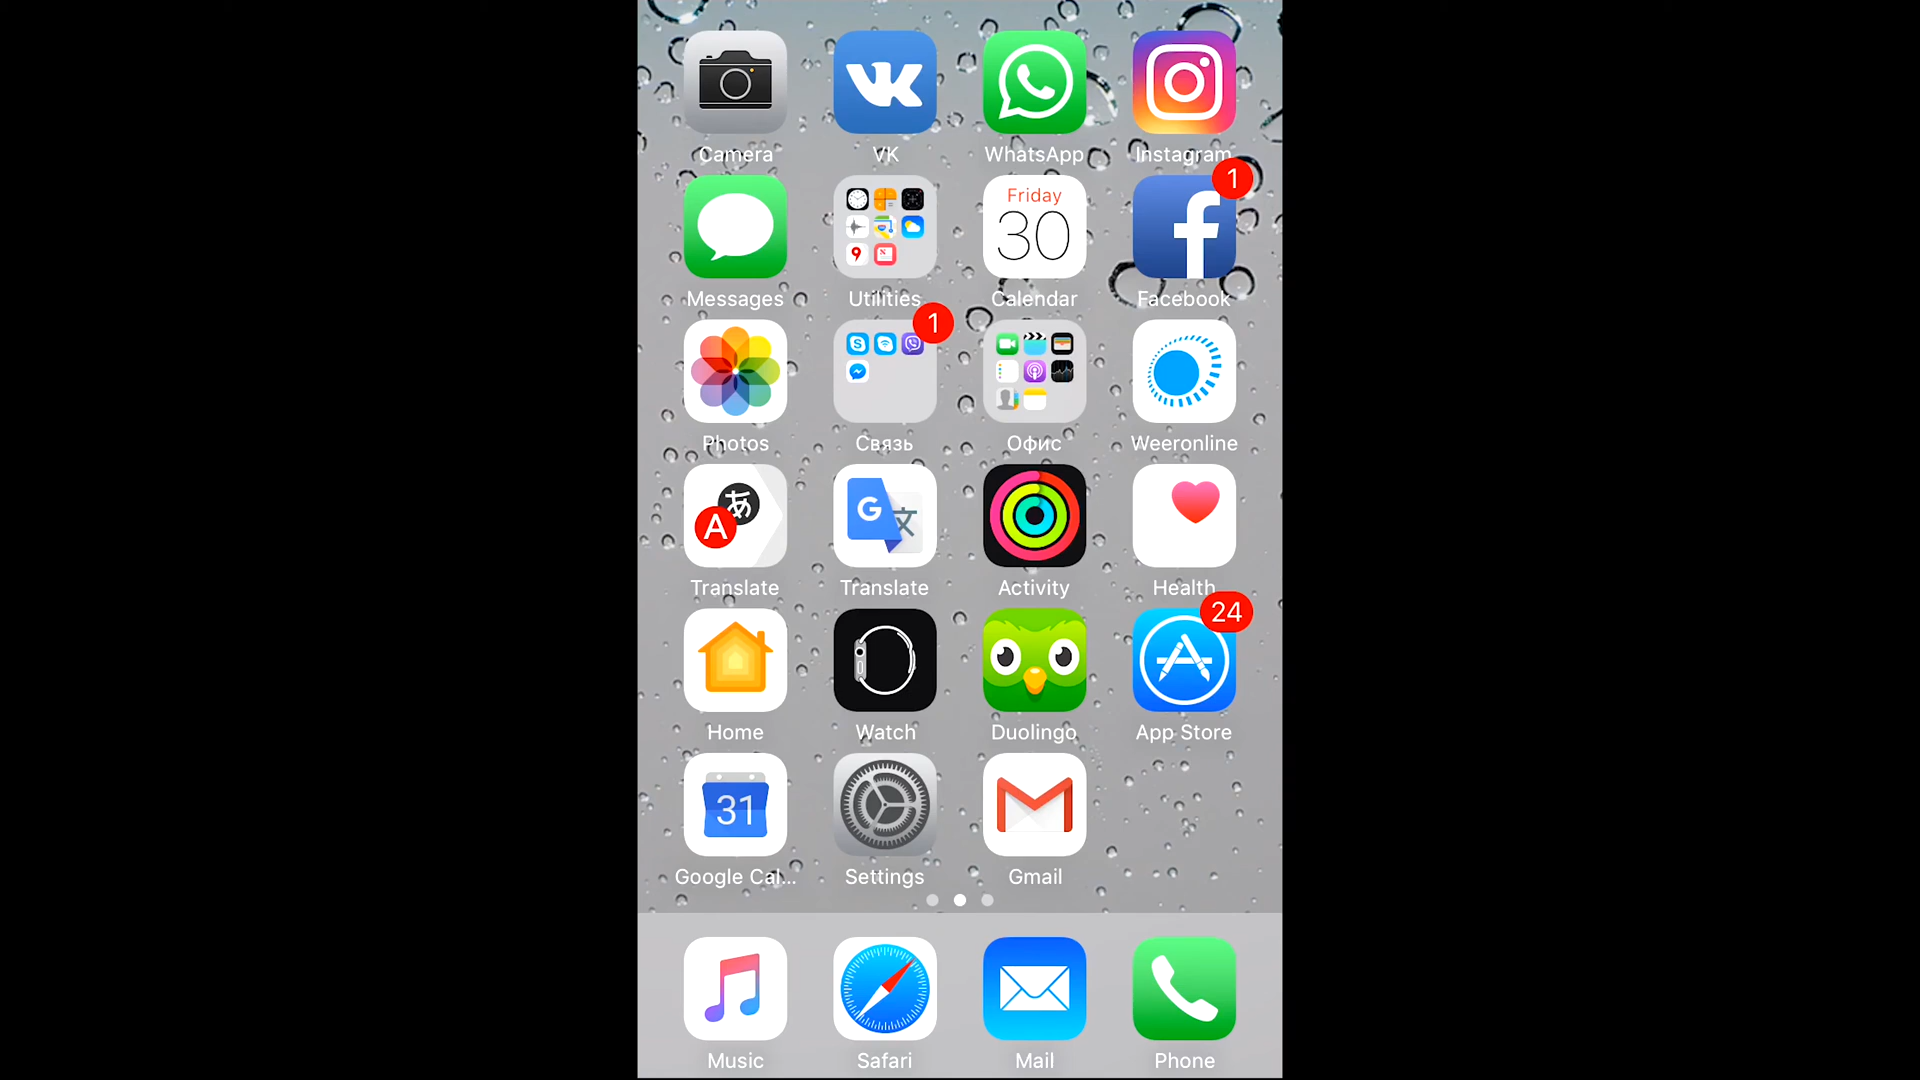 Camera VK WhatsApp Instagram
1
Friday
30
Messages Utilities Calendar Facebook
1
Photos Связь Офис Weeronline
A あ G 文
Translate Translate Activity Health
24
Home Watch Duolingo App Store
31
Google Cal... Settings Gmail
Music Safari Mail Phone